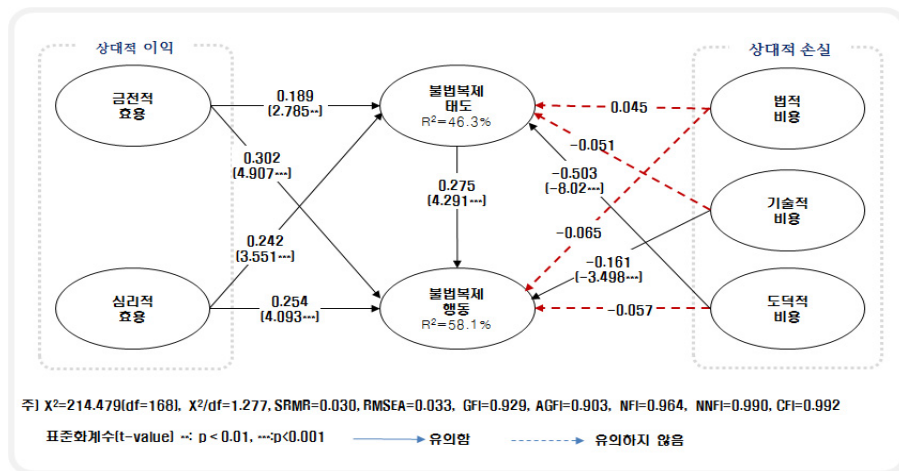 상대적 이익
상대적 손실
금전적
효용
0.189
(2.785**)
불법복제
태도
R²=46.3%
0.045
법적
비용
-0.051
0.302
(4.907***)
-0.503
(-8.02***)
0.275
(4.291***)
기술적
비용
0.242
(3.551***)
-0.065
-0.161
(-3.498***)
심리적
효용
0.254
(4.093***)
불법복제
행동
R²=58.1%
-0.057
도덕적
비용
주) X²=214.479(df=168), X²/df=1.277, SRMR=0.030, RMSEA=0.033, GFI=0.929, AGFI=0.903, NFI=0.964, NNFI=0.990, CFI=0.992
표준화계수(t-value) **: p < 0.01, ***:p<0.001 유의함 유의하지 않음